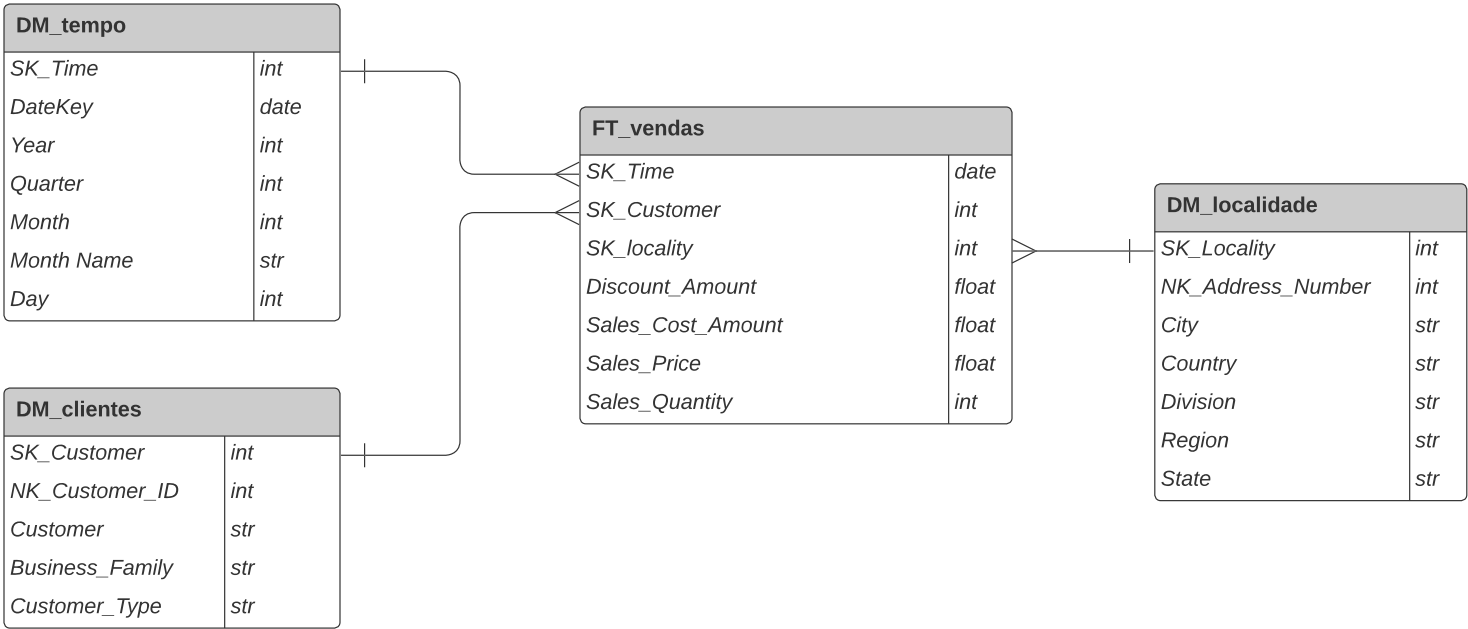 DM_tempo
SK_Time int
DateKey date
Year int
Quarter int
Month int
Month Name str
Day int
DM_clientes
SK_Customer int
NK_Customer_ID int
Customer str
Business_Family str
Customer_Type str
FT_vendas
SK_Time date
SK_Customer int
SK_locality int
Discount_Amount float
Sales_Cost_Amount float
Sales_Price float
Sales_Quantity int
DM_localidade
SK_Locality int
NK_Address_Number int
City str
Country str
Division str
Region str
State str